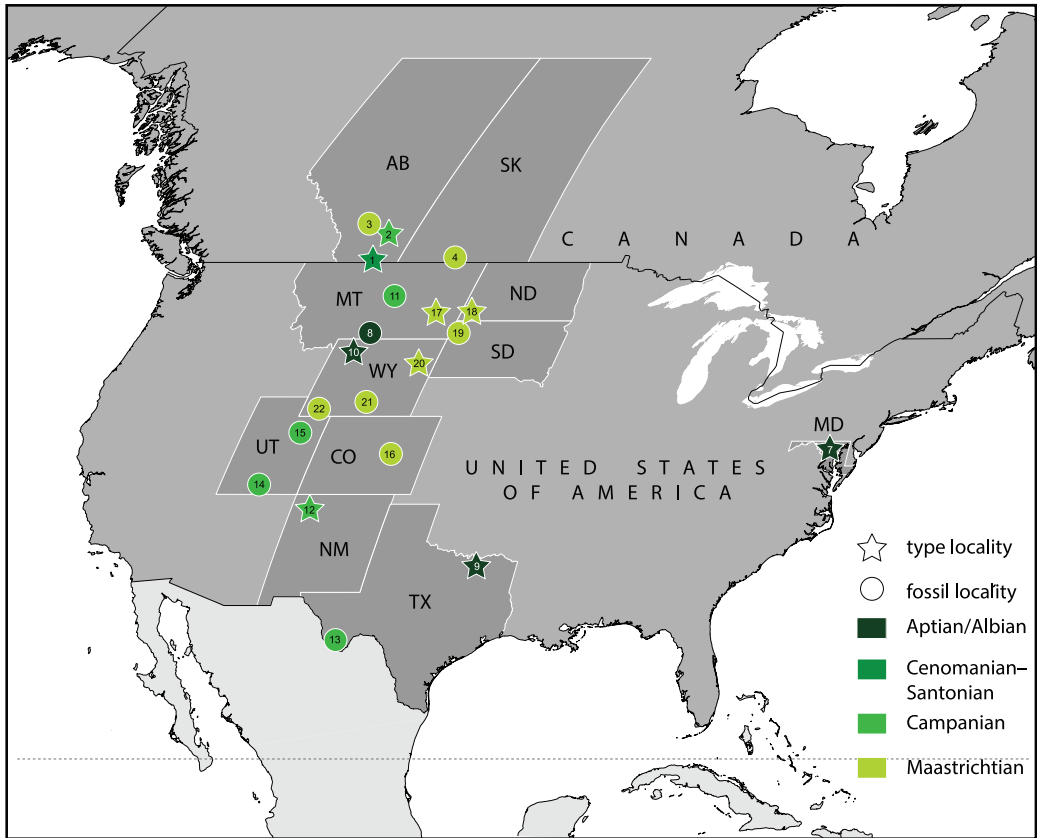 AB
SK
3
2
C A N A D A
1
4
MT
11
ND
17
18
8
19
10
SD
WY
20
22
21
MD
15
7
UT
CO
16
U N I T E D S T A T E S
O F A M E R I C A
14
12
NM
9
TX
13
type locality
fossil locality
Aptian/Albian
Cenomanian–
Santonian
Campanian
Maastrichtian